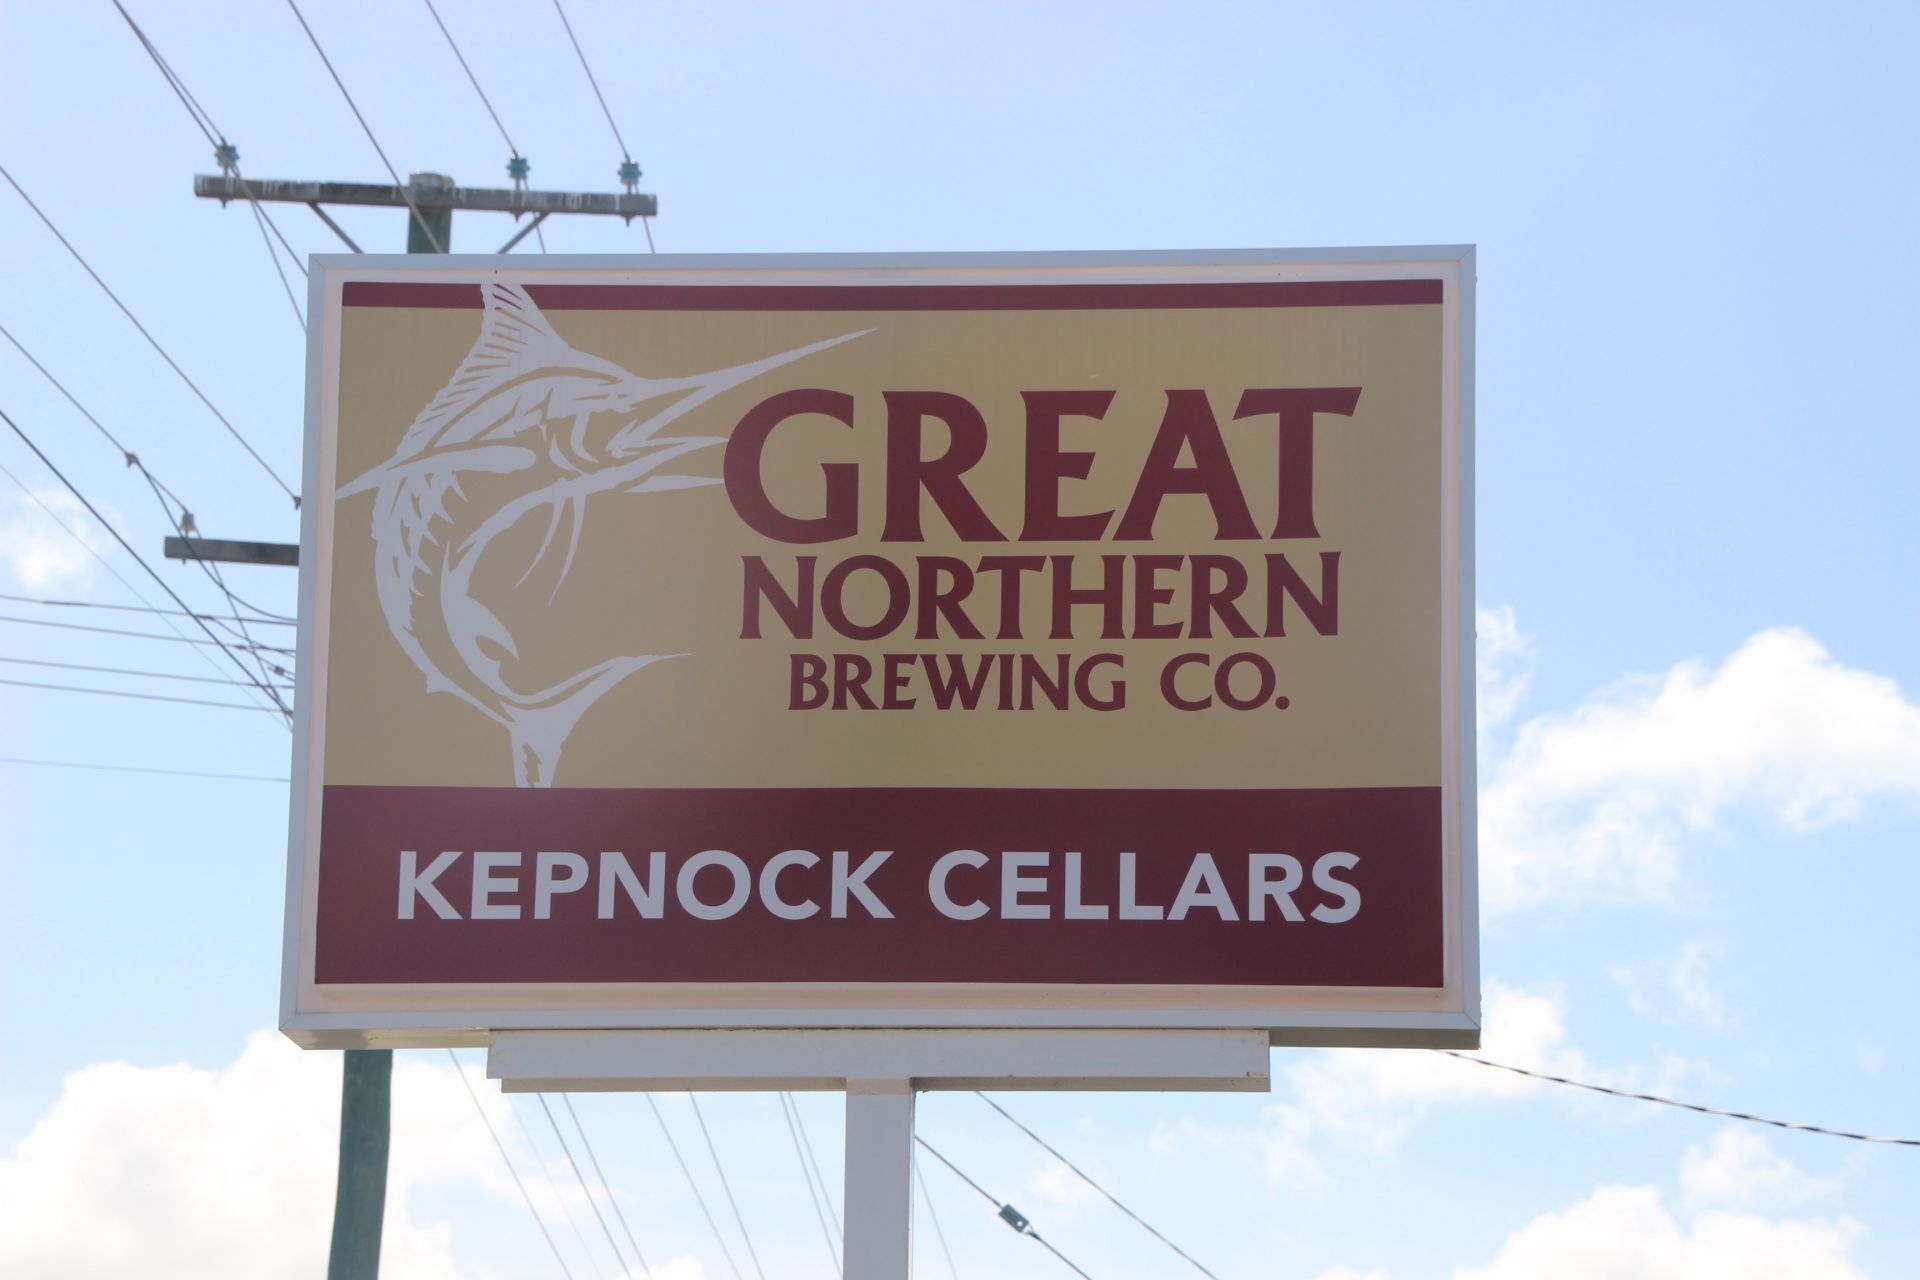 GREAT
NORTHERN
BREWING CO.
KEPNOCK CELLARS